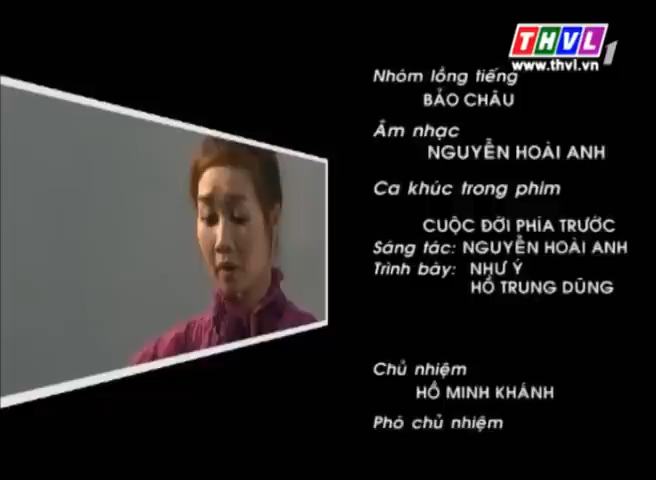 THVL1
www.thvl.vn
Nhóm lồng tiếng
BẢO CHÂU
Âm nhạc
NGUYỄN HOÀI ANH
Ca khúc trong phim
CUỘC ĐỜI PHÍA TRƯỚC
Sáng tác: NGUYỄN HOÀI ANH
Trình bày: NHƯ Ý
HỒ TRUNG DŨNG
Chủ nhiệm
HỒ MINH KHÁNH
Phó chủ nhiệm